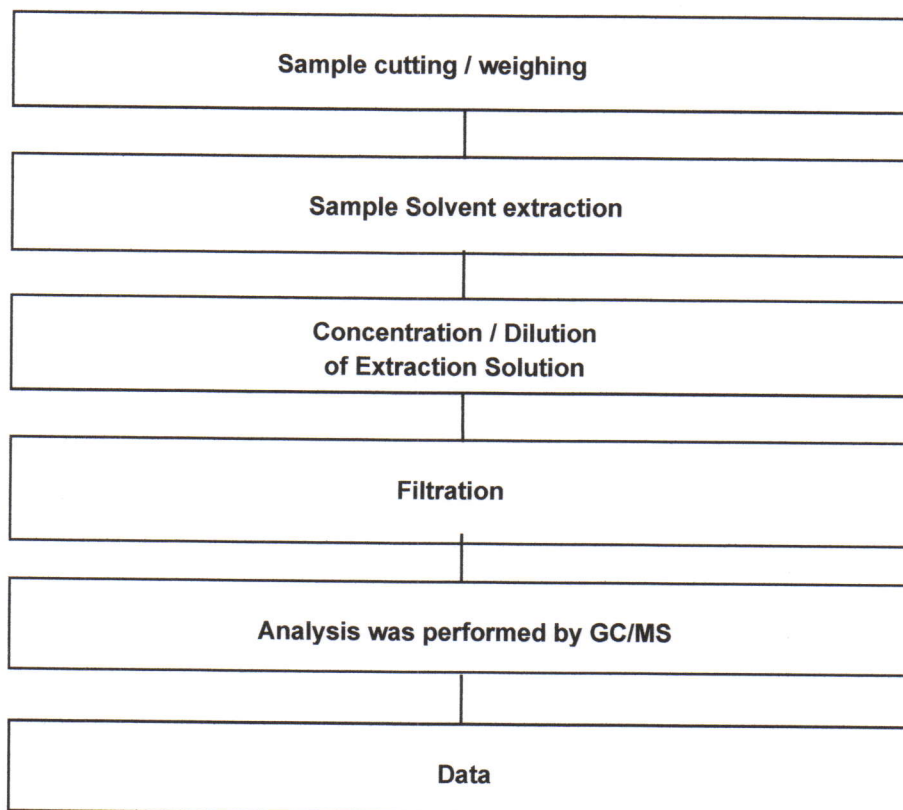 Sample cutting / weighing
Sample Solvent extraction
Concentration / Dilution
of Extraction Solution
Filtration
Analysis was performed by GC/MS
Data